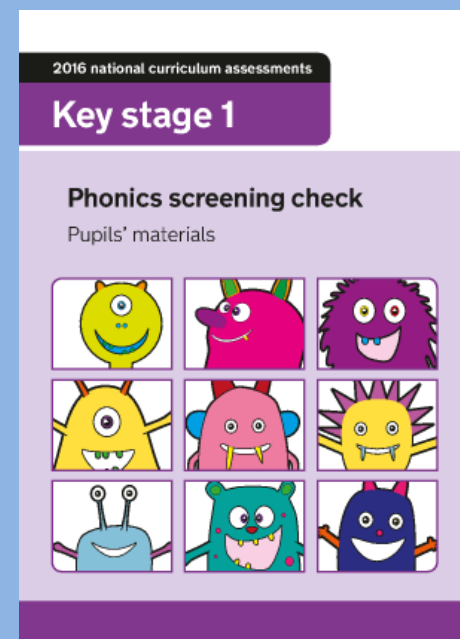 2016 national curriculum assessments
Key stage 1
Phonics screening check
Pupils’ materials